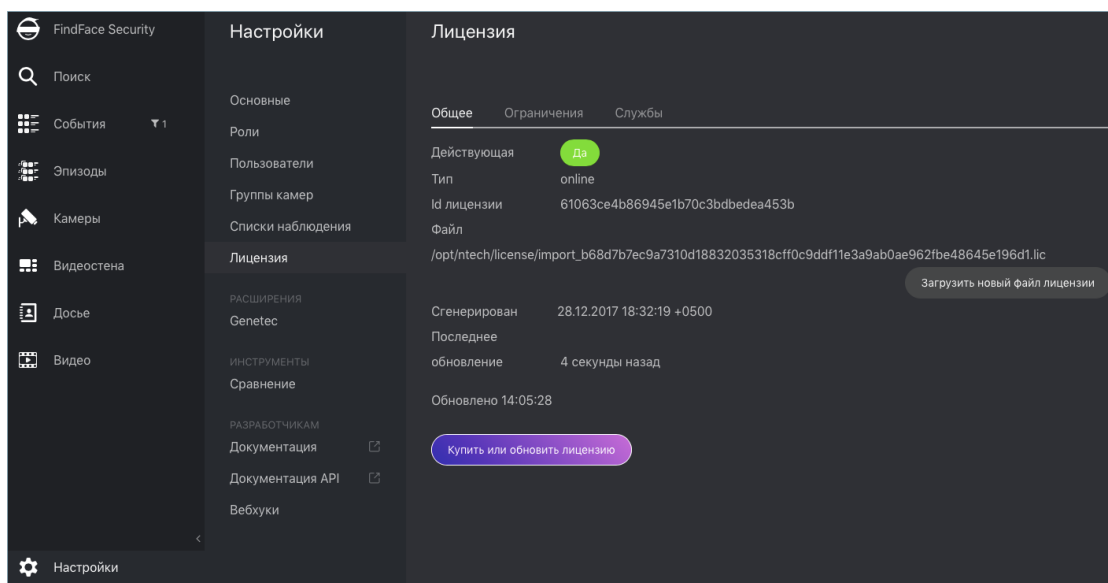 FindFace Security
Поиск
События 1
Эпизоды
Камеры
Видеостена
Досье
Видео
<
Настройки
Настройки
Основные
Роли
Пользователи
Группы камер
Списки наблюдения
Лицензия
РАСШИРЕНИЯ
Genetec
ИНСТРУМЕНТЫ
Сравнение
РАЗРАБОТЧИКАМ
Документация
Документация API
Вебхуки
Лицензия
Общее Ограничения Службы
Действующая Да
Тип online
Id лицензии 61063ce4b86945e1b70c3bdbedea453b
Файл
/opt/ntech/license/import_b68d7b7ec9a7310d18832035318cff0c9ddf11e3a9ab0ae962fbe48645e196d1.lic
Загрузить новый файл лицензии
Сгенерирован 28.12.2017 18:32:19 +0500
Последнее
обновление 4 секунды назад
Обновлено 14:05:28
Купить или обновить лицензию